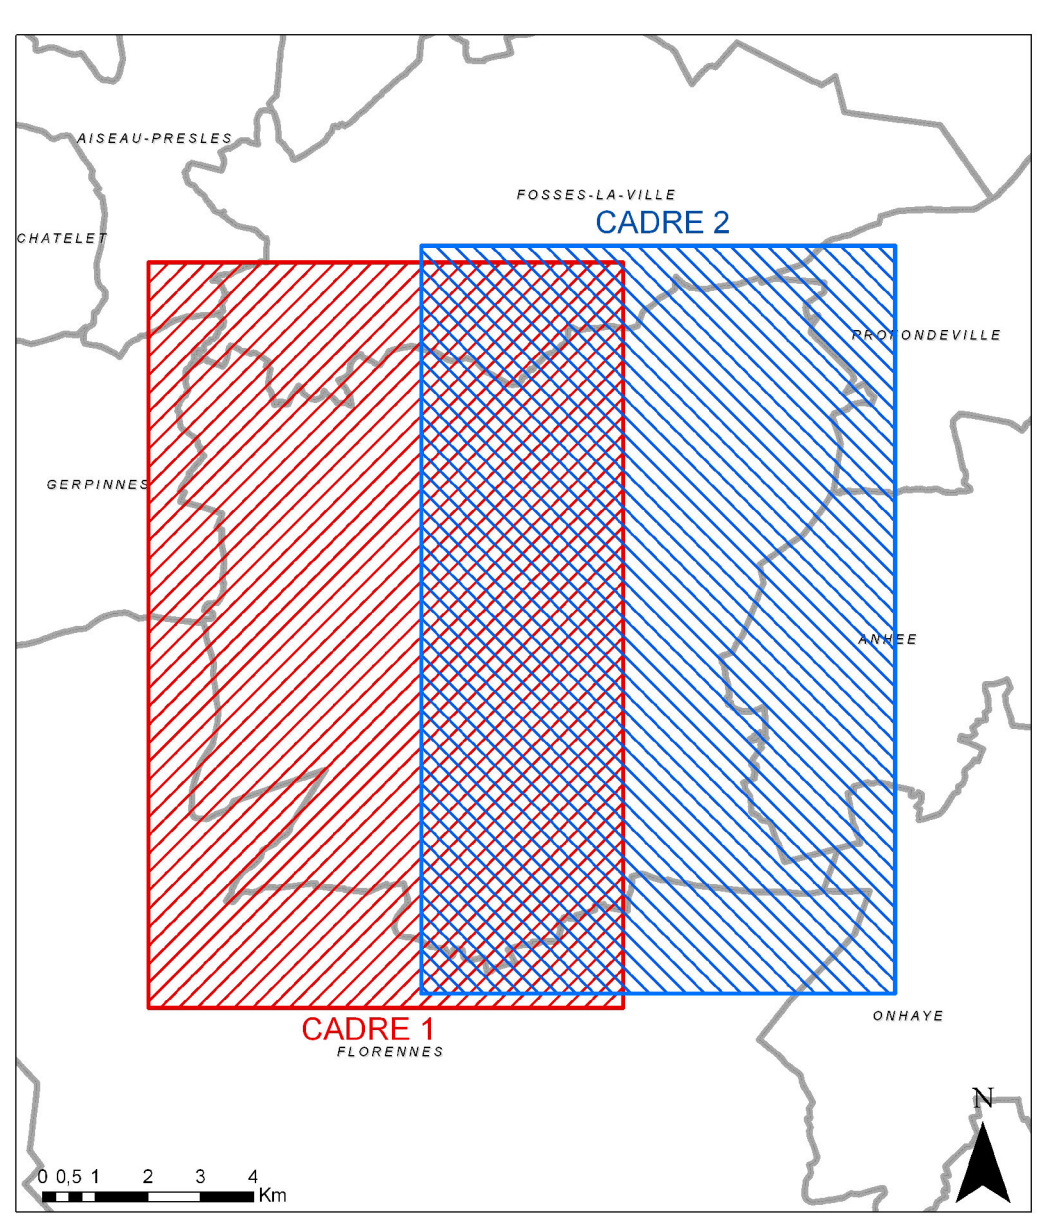 AISEAU-PRESLES
FOSSES-LA-VILLE
CADRE 2
CHATELET
PROFONDEVILLE
GERPINNES
ANHEE
ONHAYE
CADRE 1
FLORENNES
N
0 0,5 1 2 3 4
Km